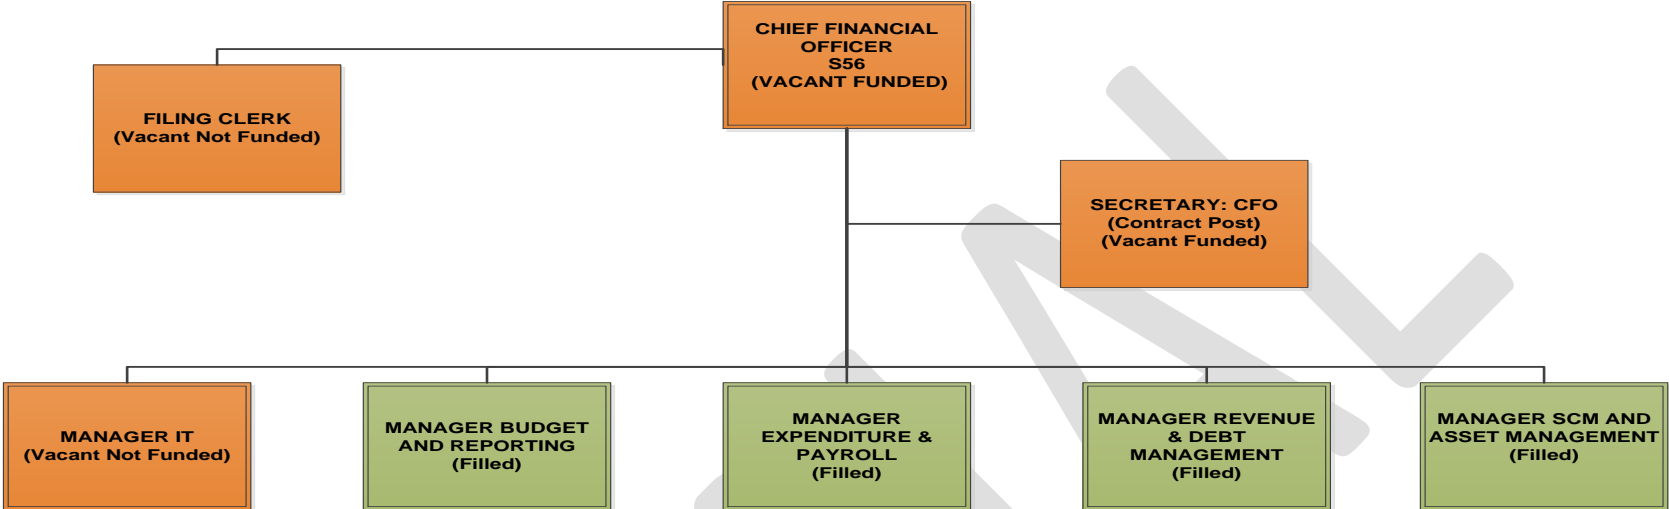 CHIEF FINANCIAL
OFFICER
S56
(VACANT FUNDED)
FILING CLERK
(Vacant Not Funded)
SECRETARY: CFO
(Contract Post)
(Vacant Funded)
MANAGER IT
(Vacant Not Funded)
MANAGER BUDGET
AND REPORTING
(Filled)
MANAGER
EXPENDITURE &
PAYROLL
(Filled)
MANAGER REVENUE
& DEBT
MANAGEMENT
(Filled)
MANAGER SCM AND
ASSET MANAGEMENT
(Filled)